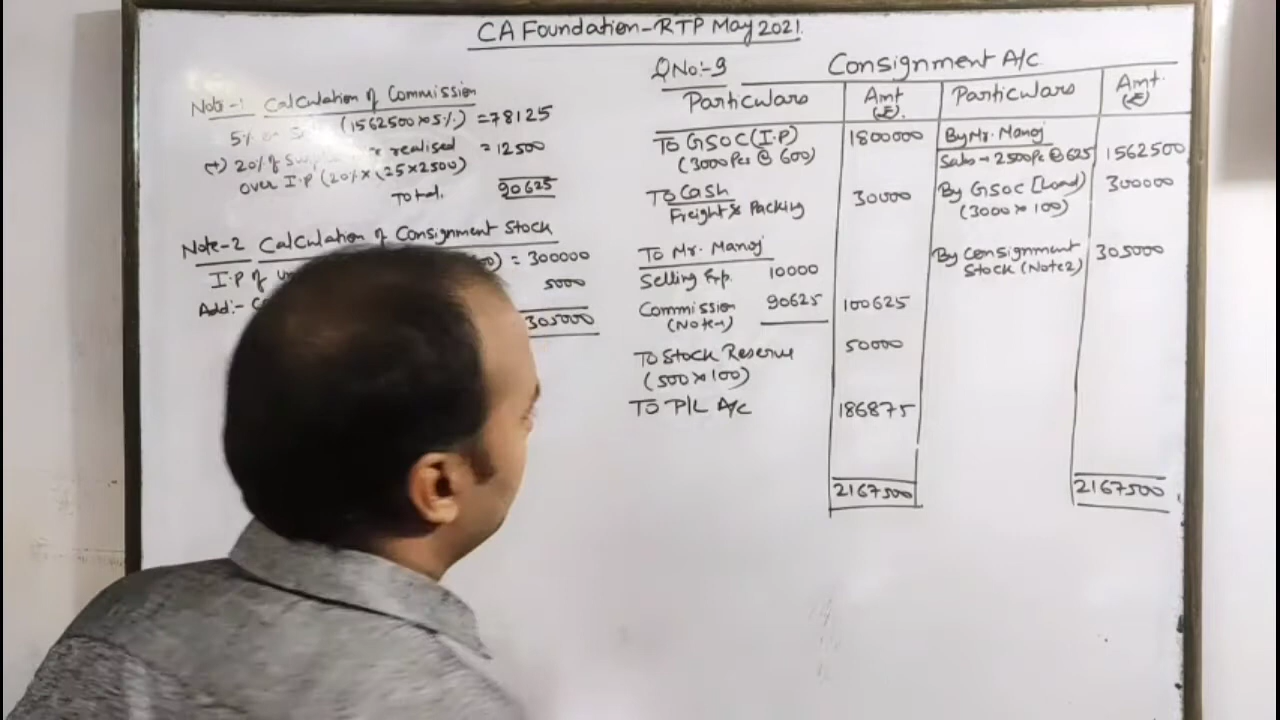 CA Foundation-RTP May 2021.
Note-1 Calculation of Commission
5% on (1562500×5%) = 78125
(+) 20% of realised = 12500
over I.P (20% × (25×2500)
Total. 90625
Note-2 Calculation of Consignment Stock
I.P of = 300000
Add:- 5000
305000
QNo:-9 Consignment A/c
Particulars Amt (₹) Particulars Amt (₹)
To GSOC (I.P) 1800000 By Mr. Manoj
(3000 Pcs @ 600) Sales → 2500 Pc @ 625 1562500
To Cash 30000 By GSOC [Load] 300000
Freight & Packing (3000×100)
To Mr. Manoj By Consignment 305000
Selling Exp. 10000 Stock (Note 2)
Commission 90625 100625
(Note-1)
To Stock Reserve 50000
(500×100)
To P/L A/c 186875
2167500 2167500